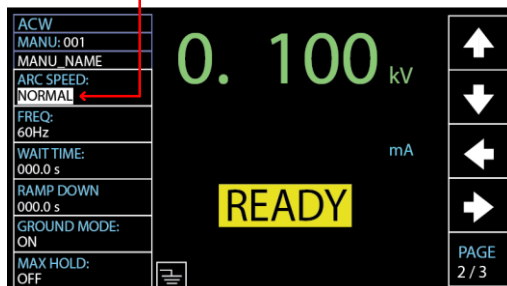 ACW
MANU: 001
MANU_NAME
ARC SPEED:
NORMAL
FREQ:
60Hz
WAIT TIME:
000.0 s
RAMP DOWN
000.0 s
GROUND MODE:
ON
MAX HOLD:
OFF
0. 100 kV
mA
READY
PAGE
2 / 3